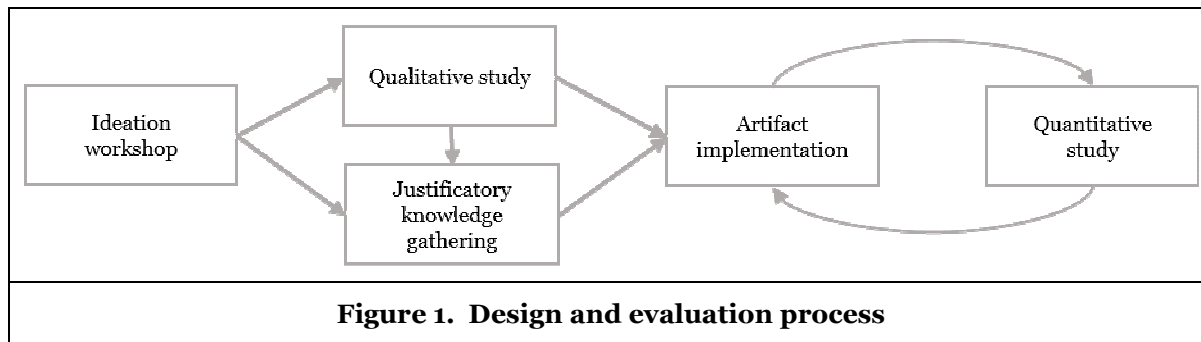 Ideation
workshop
Qualitative study
Justificatory
knowledge
gathering
Artifact
implementation
Quantitative
study
Figure 1. Design and evaluation process